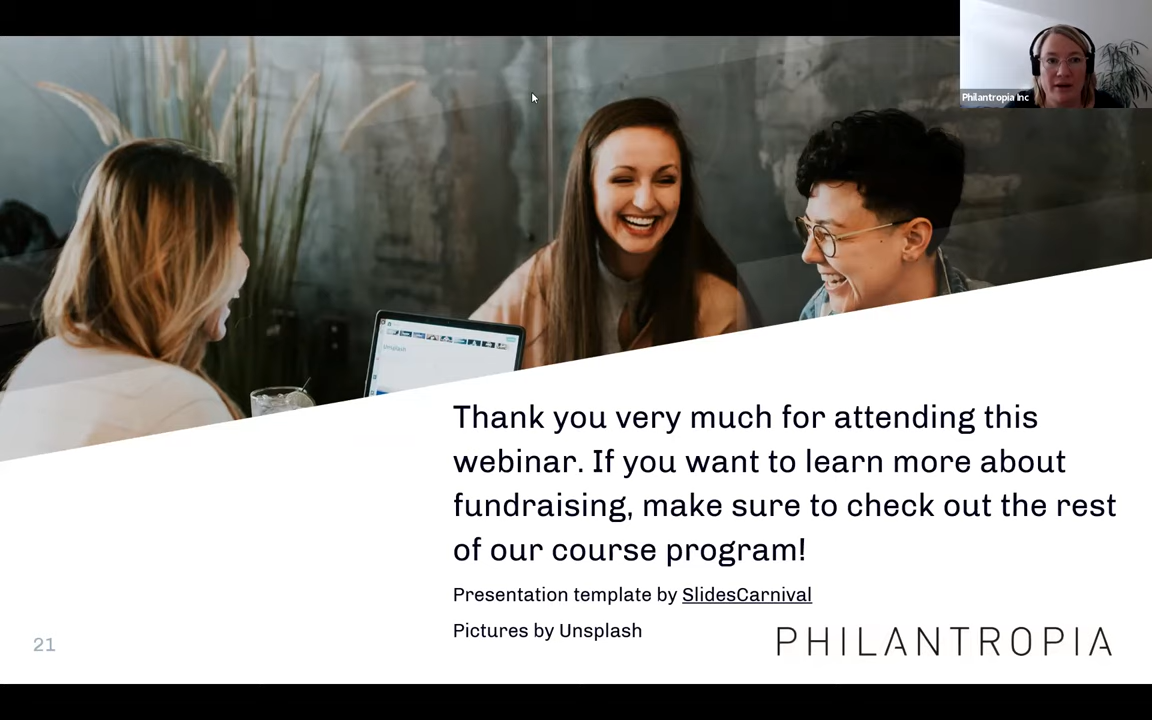 Philantropia Inc
Unsplash
Thank you very much for attending this
webinar. If you want to learn more about
fundraising, make sure to check out the rest
of our course program!
Presentation template by SlidesCarnival
Pictures by Unsplash
21
PHILANTROPIA